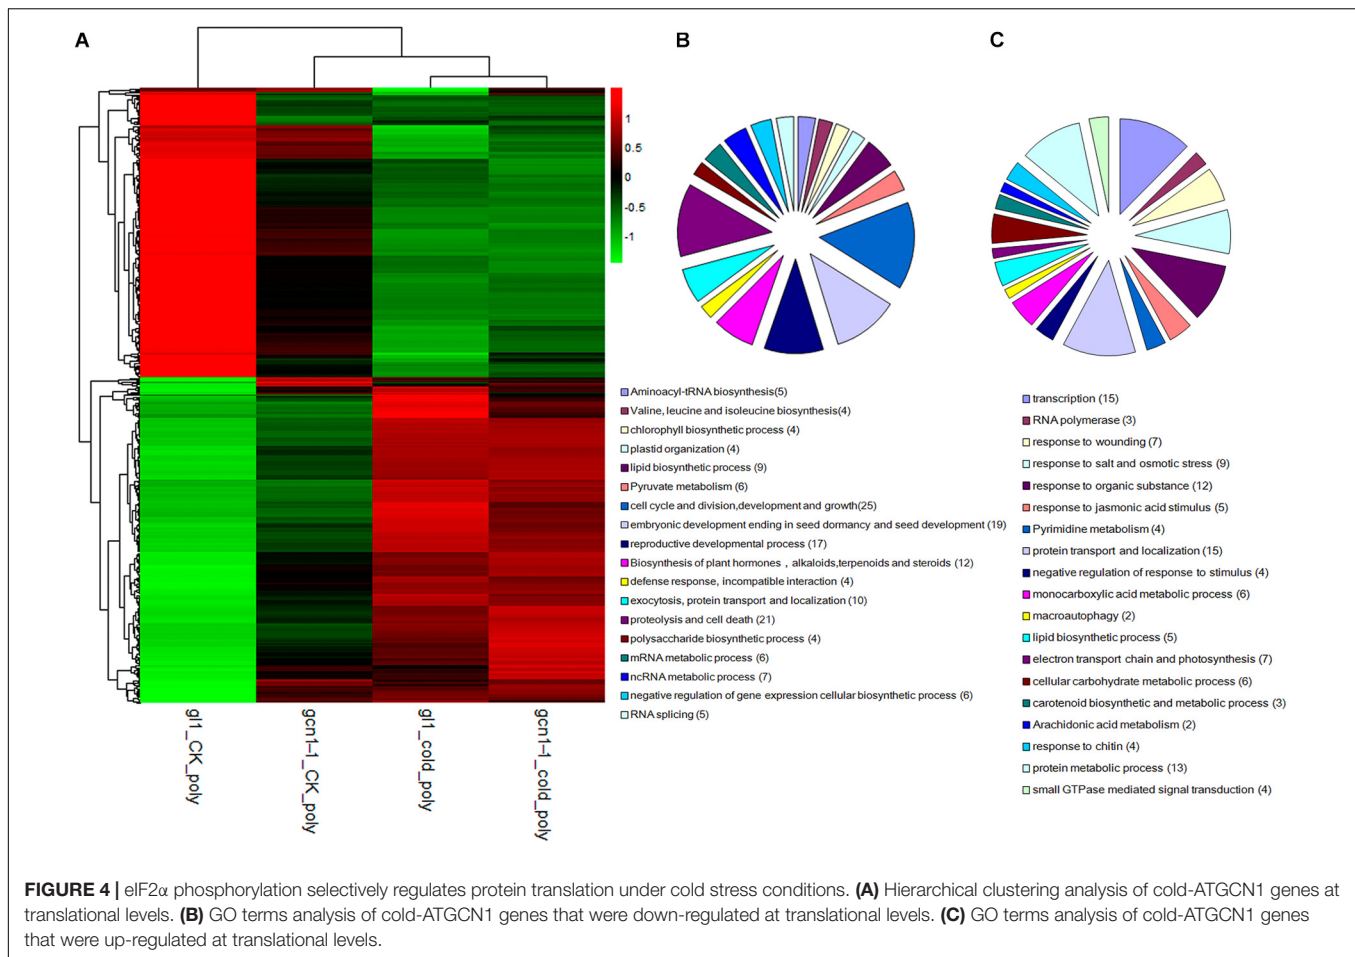 A
B
C
1
0.5
0
-0.5
-1
gl1_CK_poly
gcn1-1_CK_poly
gl1_cold_poly
gcn1-1_cold_poly
Aminoacyl-tRNA biosynthesis(5)
Valine, leucine and isoleucine biosynthesis(4)
chlorophyll biosynthetic process (4)
plastid organization (4)
lipid biosynthetic process (9)
Pyruvate metabolism (6)
cell cycle and division,development and growth(25)
embryonic development ending in seed dormancy and seed development (19)
reproductive developmental process (17)
Biosynthesis of plant hormones , alkaloids,terpenoids and steroids (12)
defense response, incompatible interaction (4)
exocytosis, protein transport and localization (10)
proteolysis and cell death (21)
polysaccharide biosynthetic process (4)
mRNA metabolic process (6)
ncRNA metabolic process (7)
negative regulation of gene expression cellular biosynthetic process (6)
RNA splicing (5)
transcription (15)
RNA polymerase (3)
response to wounding (7)
response to salt and osmotic stress (9)
response to organic substance (12)
response to jasmonic acid stimulus (5)
Pyrimidine metabolism (4)
protein transport and localization (15)
negative regulation of response to stimulus (4)
monocarboxylic acid metabolic process (6)
macroautophagy (2)
lipid biosynthetic process (5)
electron transport chain and photosynthesis (7)
cellular carbohydrate metabolic process (6)
carotenoid biosynthetic and metabolic process (3)
Arachidonic acid metabolism (2)
response to chitin (4)
protein metabolic process (13)
small GTPase mediated signal transduction (4)
FIGURE 4 | eIF2α phosphorylation selectively regulates protein translation under cold stress conditions. (A) Hierarchical clustering analysis of cold-ATGCN1 genes at
translational levels. (B) GO terms analysis of cold-ATGCN1 genes that were down-regulated at translational levels. (C) GO terms analysis of cold-ATGCN1 genes
that were up-regulated at translational levels.